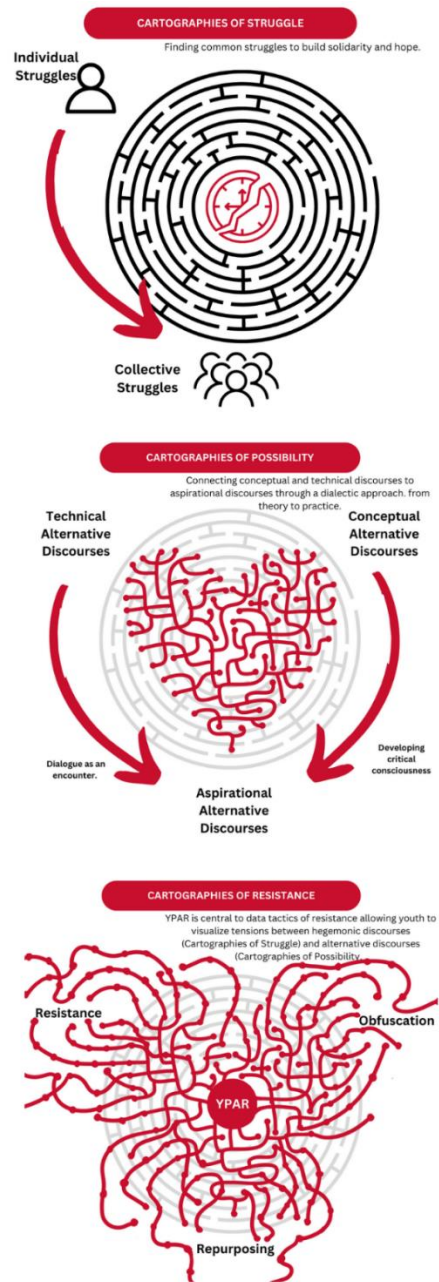 CARTOGRAPHIES OF STRUGGLE
Finding common struggles to build solidarity and hope.
Individual
Struggles
Collective
Struggles
CARTOGRAPHIES OF POSSIBILITY
Connecting conceptual and technical discourses to
aspirational discourses through a dialectic approach. from
theory to practice.
Technical
Alternative
Discourses
Conceptual
Alternative
Discourses
Dialogue as an
encounter.
Developing
critical
consciousness
Aspirational
Alternative
Discourses
CARTOGRAPHIES OF RESISTANCE
YPAR is central to data tactics of resistance allowing youth to
visualize tensions between hegemonic discourses
(Cartographies of Struggle) and alternative discourses
(Cartographies of Possibility.
Resistance
Obfuscation
YPAR
Repurposing